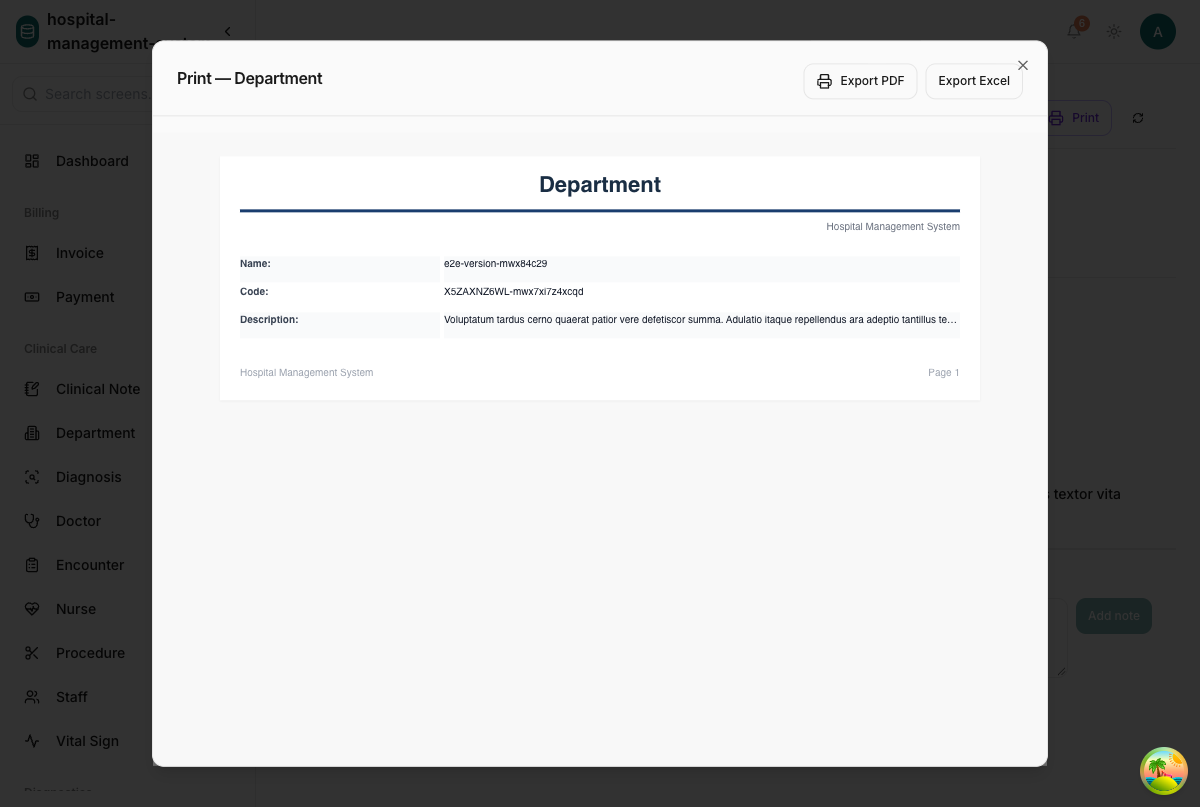 hospital-
management-
6
A
Search screens.
Print
Dashboard
Billing
Invoice
Payment
Clinical Care
Clinical Note
Department
Diagnosis
Doctor
Encounter
Nurse
Procedure
Staff
Vital Sign
Print — Department
Export PDF
Export Excel
Department
Hospital Management System
Name:
e2e-version-mwx84c29
Code:
X5ZAXNZ6WL-mwx7xi7z4xcqd
Description:
Voluptatum tardus cerno quaerat patior vere defetiscor summa. Adulatio itaque repellendus ara adeptio tantillus te...
Hospital Management System
Page 1
textor vita
Add note